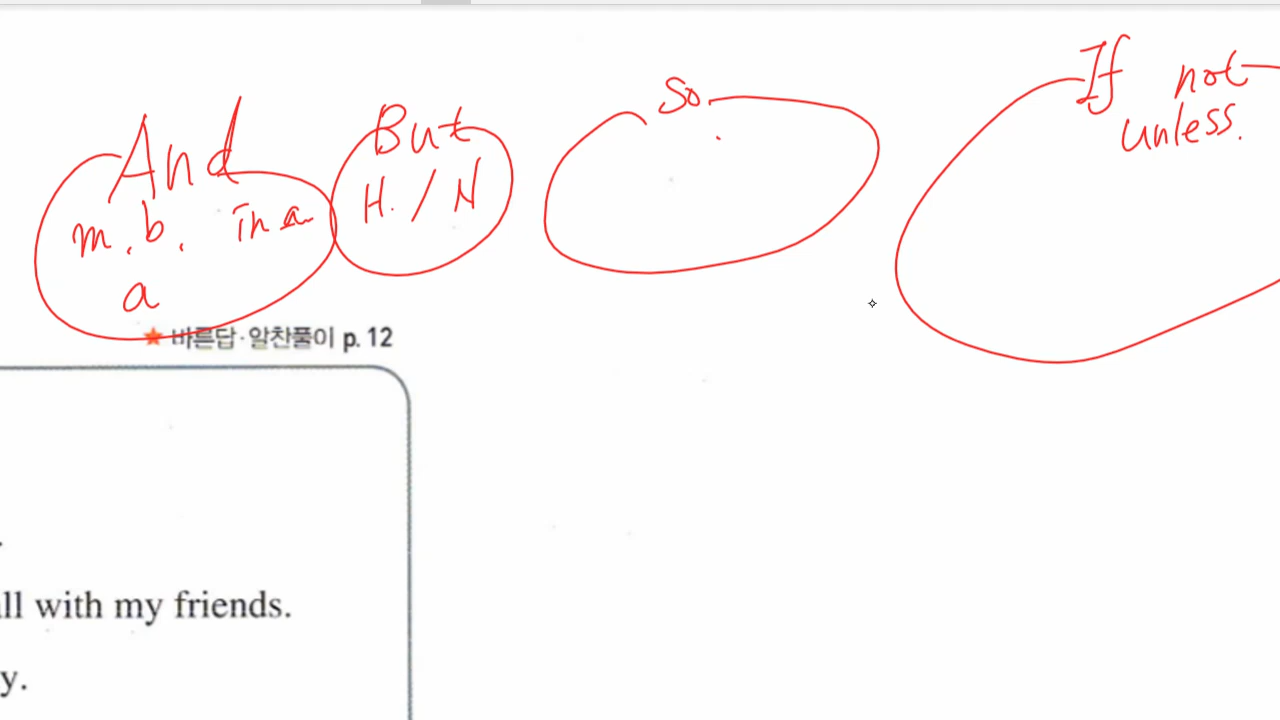 And
m. b. in a
a
But
H. / N
So
If not
unless.
★ 바른답·알찬풀이 p. 12
.
ll with my friends.
y.